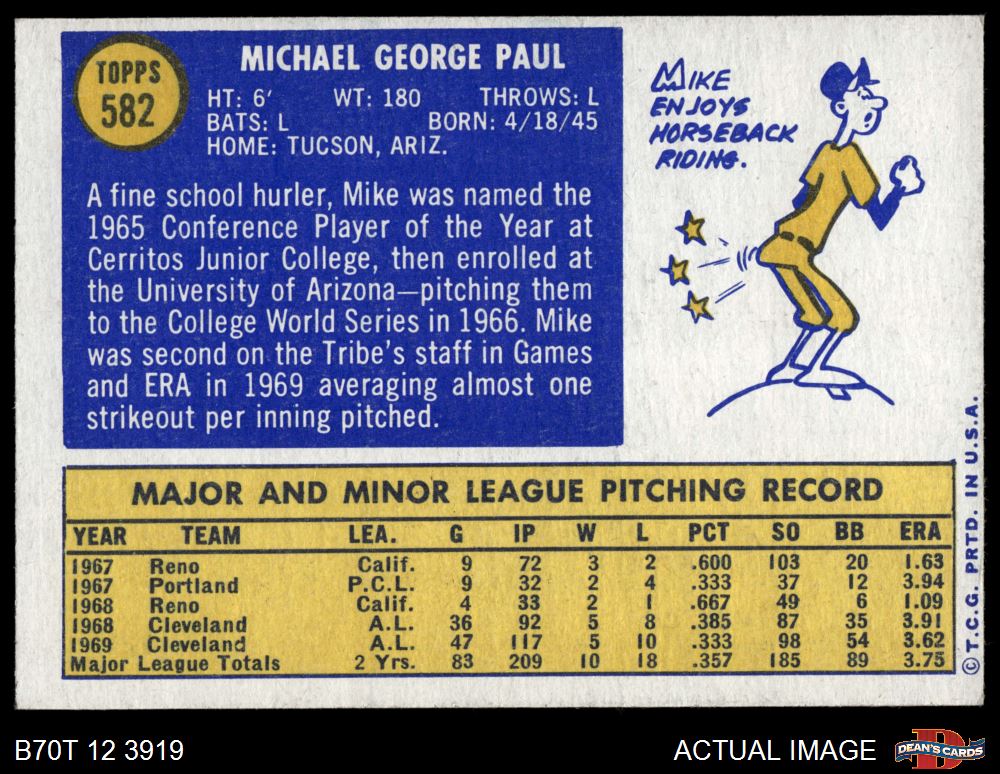 TOPPS
582
MICHAEL GEORGE PAUL
HT: 6' WT: 180 THROWS: L
BATS: L BORN: 4/18/45
HOME: TUCSON, ARIZ.
A fine school hurler, Mike was named the
1965 Conference Player of the Year at
Cerritos Junior College, then enrolled at
the University of Arizona—pitching them
to the College World Series in 1966. Mike
was second on the Tribe's staff in Games
and ERA in 1969 averaging almost one
strikeout per inning pitched.
MIKE
ENJOYS
HORSEBACK
RIDING.
MAJOR AND MINOR LEAGUE PITCHING RECORD
YEAR TEAM LEA. G IP W L PCT SO BB ERA
1967 Reno Calif. 9 72 3 2 .600 103 20 1.63
1967 Portland P.C.L. 9 32 2 4 .333 37 12 3.94
1968 Reno Calif. 4 33 2 1 .667 49 6 1.09
1968 Cleveland A.L. 36 92 5 8 .385 87 35 3.91
1969 Cleveland A.L. 47 117 5 10 .333 98 54 3.62
Major League Totals 2 Yrs. 83 209 10 18 .357 185 89 3.75
© T.C.G. PRTD. IN U.S.A.
B70T 12 3919
ACTUAL IMAGE
DEAN'S CARDS